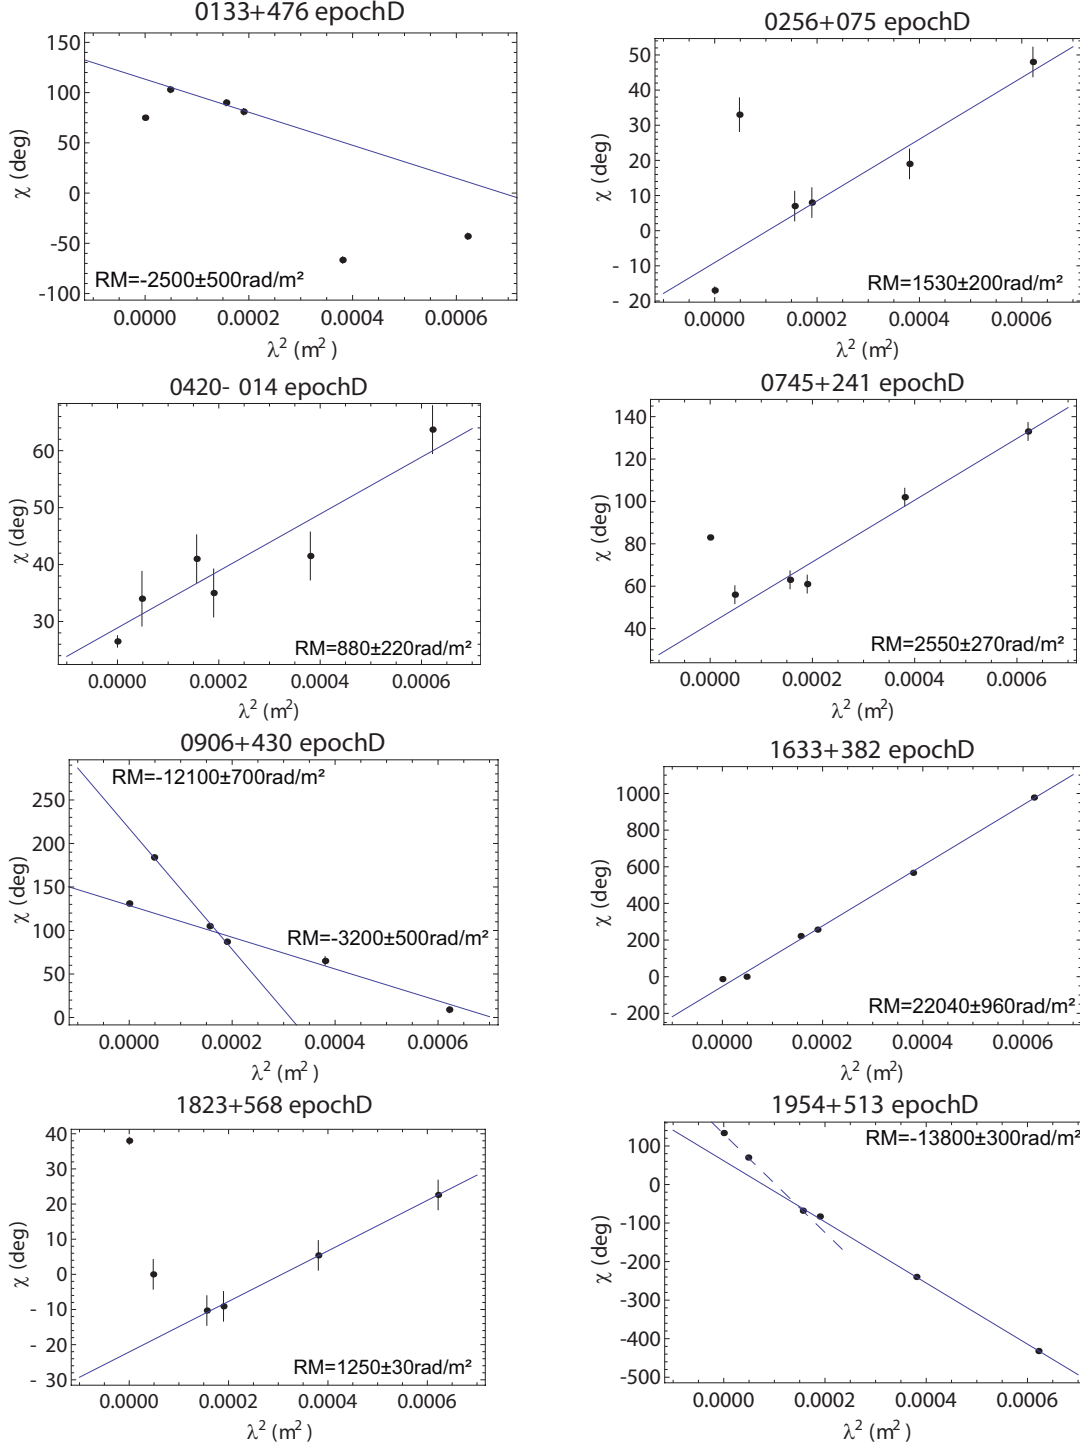 0133+476 epochD
150
100
50
0
-50
-100
χ (deg)
RM=-2500±500rad/m²
0.0000 0.0002 0.0004 0.0006
λ² (m² )
0256+075 epochD
50
40
30
20
10
0
- 10
- 20
χ (deg)
RM=1530±200rad/m²
0.0000 0.0002 0.0004 0.0006
λ² (m² )
0420- 014 epochD
60
50
40
30
χ (deg)
RM=880±220rad/m²
0.0000 0.0002 0.0004 0.0006
λ² (m²)
0745+241 epochD
140
120
100
80
60
40
χ (deg)
RM=2550±270rad/m²
0.0000 0.0002 0.0004 0.0006
λ² (m²)
0906+430 epochD
RM=-12100±700rad/m²
250
200
150
100
50
0
χ (deg)
RM=-3200±500rad/m²
0.0000 0.0002 0.0004 0.0006
λ² (m² )
1633+382 epochD
1000
800
600
400
200
0
- 200
χ (deg)
RM=22040±960rad/m²
0.0000 0.0002 0.0004 0.0006
λ² (m²)
1823+568 epochD
40
30
20
10
0
- 10
- 20
- 30
χ (deg)
RM=1250±30rad/m²
0.0000 0.0002 0.0004 0.0006
λ² (m² )
1954+513 epochD
RM=-13800±300rad/m²
100
0
-100
-200
-300
-400
-500
χ (deg)
0.0000 0.0002 0.0004 0.0006
λ² (m² )